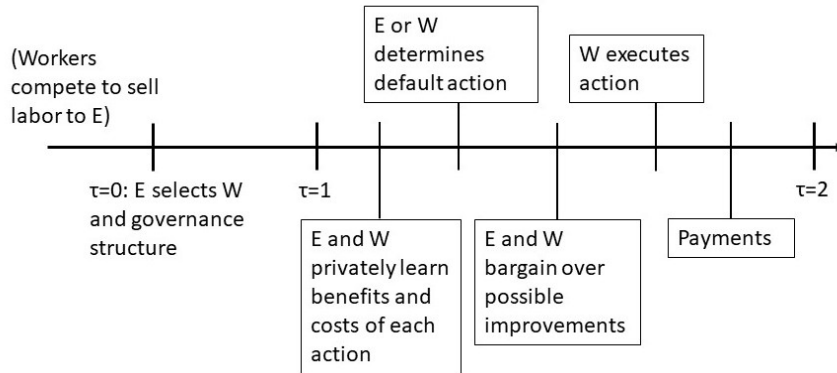 (Workers
compete to sell
labor to E)
E or W
determines
default action
W executes
action
τ=0: E selects W
and governance
structure
τ=1
τ=2
E and W
privately learn
benefits and
costs of each
action
E and W
bargain over
possible
improvements
Payments